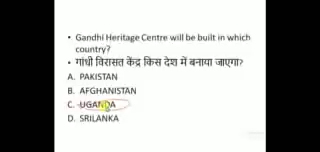 • Gandhi Heritage Centre will be built in which
country?
• गांधी विरासत केंद्र किस देश में बनाया जाएगा?
A. PAKISTAN
B. AFGHANISTAN
C. UGANDA
D. SRILANKA